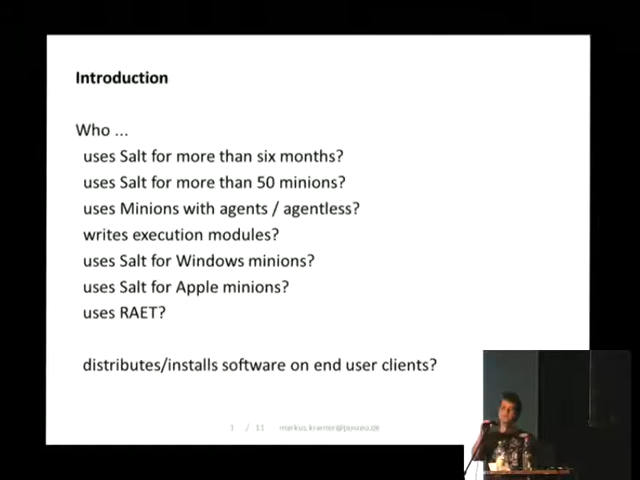 Introduction
Who ...
uses Salt for more than six months?
uses Salt for more than 50 minions?
uses Minions with agents / agentless?
writes execution modules?
uses Salt for Windows minions?
uses Salt for Apple minions?
uses RAET?
distributes/installs software on end user clients?
1 / 11